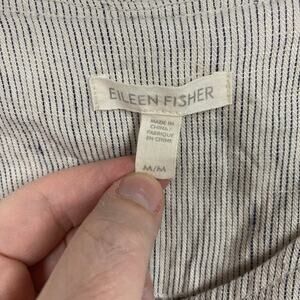 EILEEN FISHER
MADE IN
CHINA /
FABRIQUÉ
EN CHINE
M/M